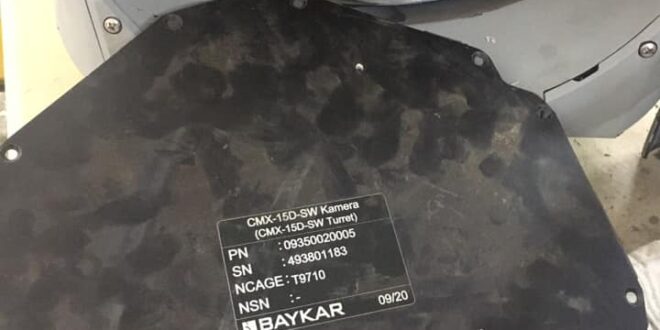 CMX-15D-SW Kamera
(CMX-15D-SW Turret)
PN : 09350020005
SN : 493801183
NCAGE : T9710
NSN : -
BAYKAR 09/20